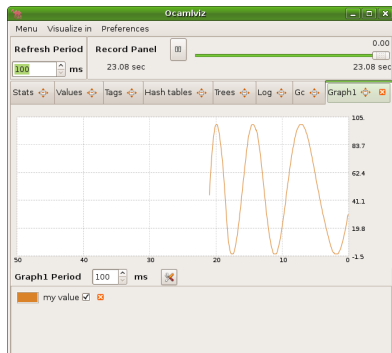 Ocamlviz
Menu Visualize in Preferences
Refresh Period Record Panel 0.00
100 ms 23.08 sec 23.08 sec
Stats Values Tags Hash tables Trees Log Gc Graph1
105.
83.7
62.4
41.1
19.8
-1.5
50 40 30 20 10 0
Graph1 Period 100 ms
my value